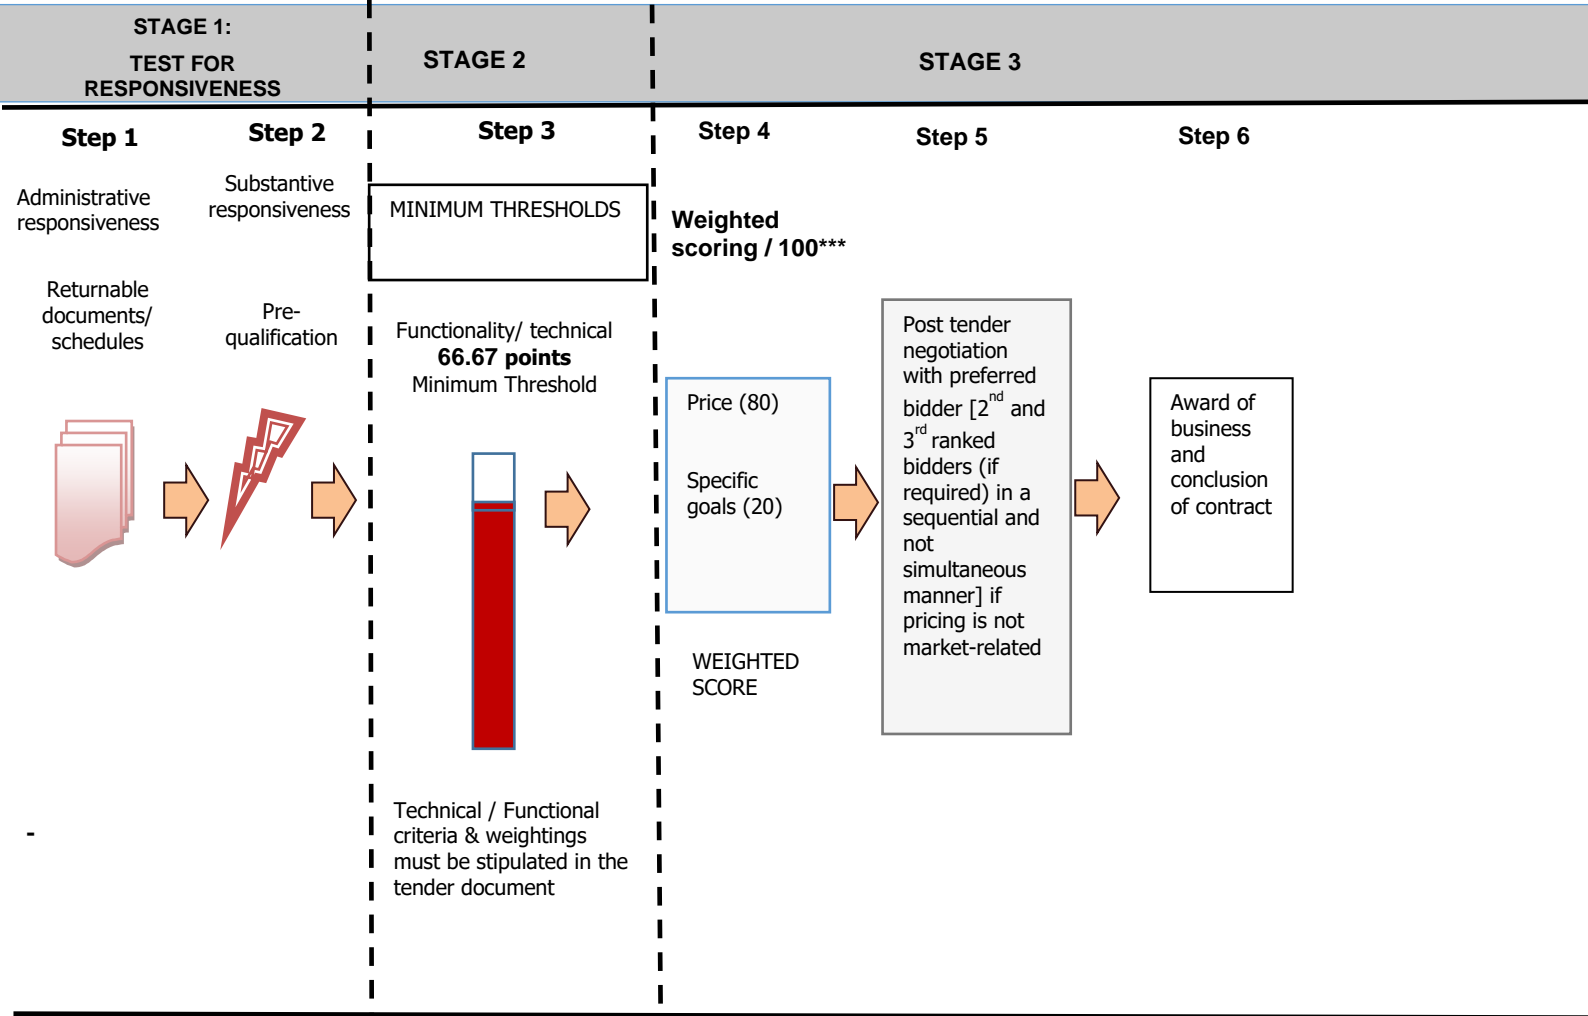 STAGE 1:
TEST FOR
RESPONSIVENESS
STAGE 2
STAGE 3
Step 1
Step 2
Step 3
Step 4
Step 5
Step 6
Administrative
responsiveness
Substantive
responsiveness
MINIMUM THRESHOLDS
Weighted
scoring / 100***
Returnable
documents/
schedules
Pre-
qualification
Functionality/ technical
66.67 points
Minimum Threshold
Price (80)
Specific
goals (20)
WEIGHTED
SCORE
Post tender
negotiation
with preferred
bidder [2nd and
3rd ranked
bidders (if
required) in a
sequential and
not
simultaneous
manner] if
pricing is not
market-related
Award of
business
and
conclusion
of contract
Technical / Functional
criteria & weightings
must be stipulated in the
tender document
-